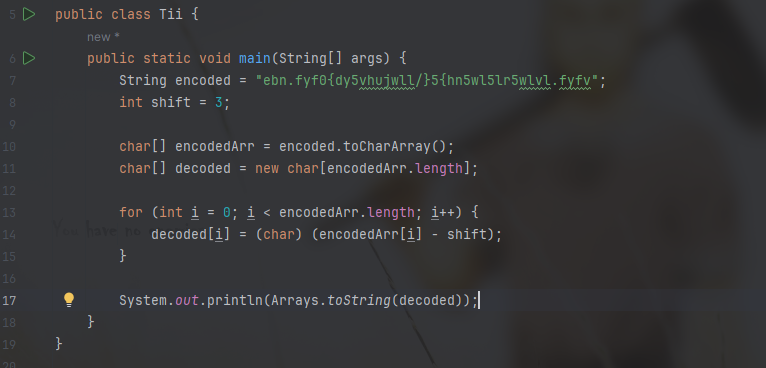 5 public class Tii {
new *
6 public static void main(String[] args) {
7 String encoded = "ebn.fyf0{dy5vhujwll/}5{hn5wl5lr5wlvl.fyfv";
8 int shift = 3;
9
10 char[] encodedArr = encoded.toCharArray();
11 char[] decoded = new char[encodedArr.length];
12
13 for (int i = 0; i < encodedArr.length; i++) {
14 decoded[i] = (char) (encodedArr[i] - shift);
15 }
16
17 System.out.println(Arrays.toString(decoded));
18 }
19 }
20
You have no